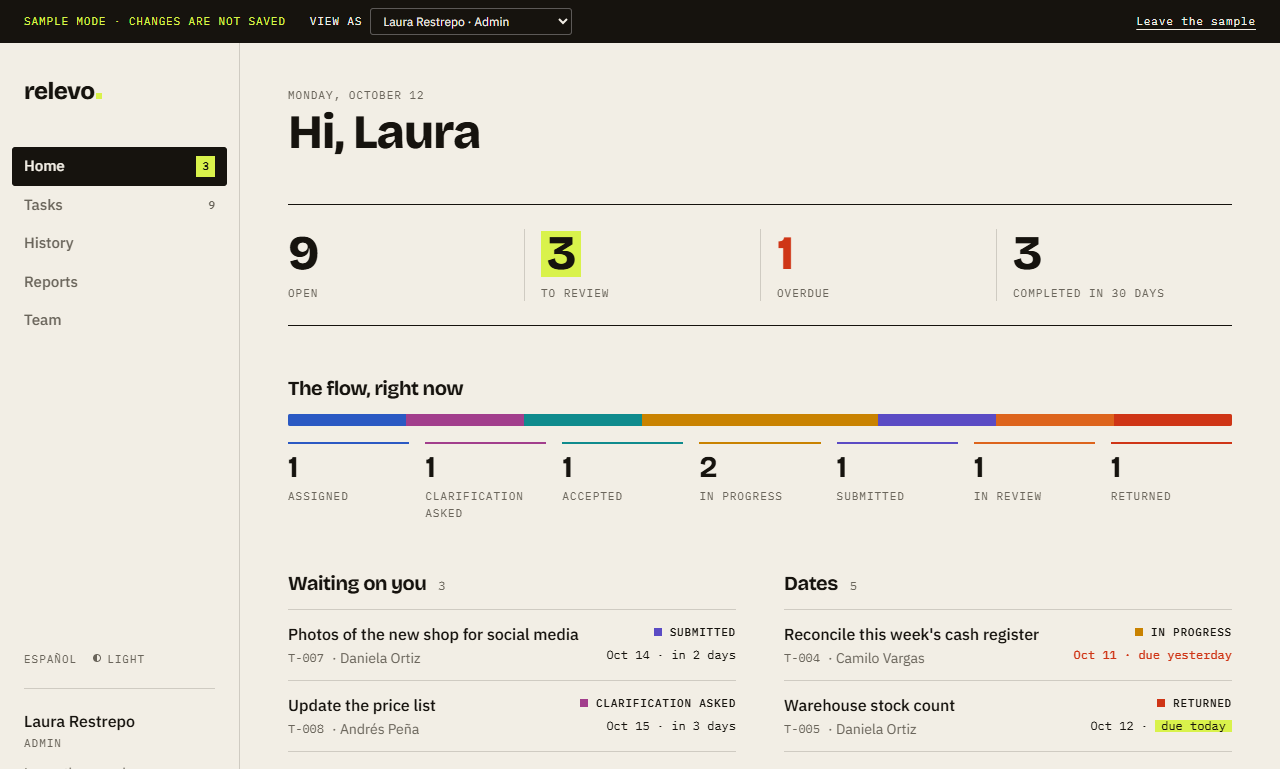 SAMPLE MODE · CHANGES ARE NOT SAVED
VIEW AS
Laura Restrepo · Admin
Leave the sample
relevo.
Home 3
Tasks 9
History
Reports
Team
ESPAÑOL LIGHT
Laura Restrepo
ADMIN
MONDAY, OCTOBER 12
Hi, Laura
9
OPEN
3
TO REVIEW
1
OVERDUE
3
COMPLETED IN 30 DAYS
The flow, right now
1
ASSIGNED
1
CLARIFICATION
ASKED
1
ACCEPTED
2
IN PROGRESS
1
SUBMITTED
1
IN REVIEW
1
RETURNED
Waiting on you 3
Photos of the new shop for social media SUBMITTED
T-007 · Daniela Ortiz Oct 14 · in 2 days
Update the price list CLARIFICATION ASKED
T-008 · Andrés Peña Oct 15 · in 3 days
Dates 5
Reconcile this week's cash register IN PROGRESS
T-004 · Camilo Vargas Oct 11 · due yesterday
Warehouse stock count RETURNED
T-005 · Daniela Ortiz Oct 12 · due today